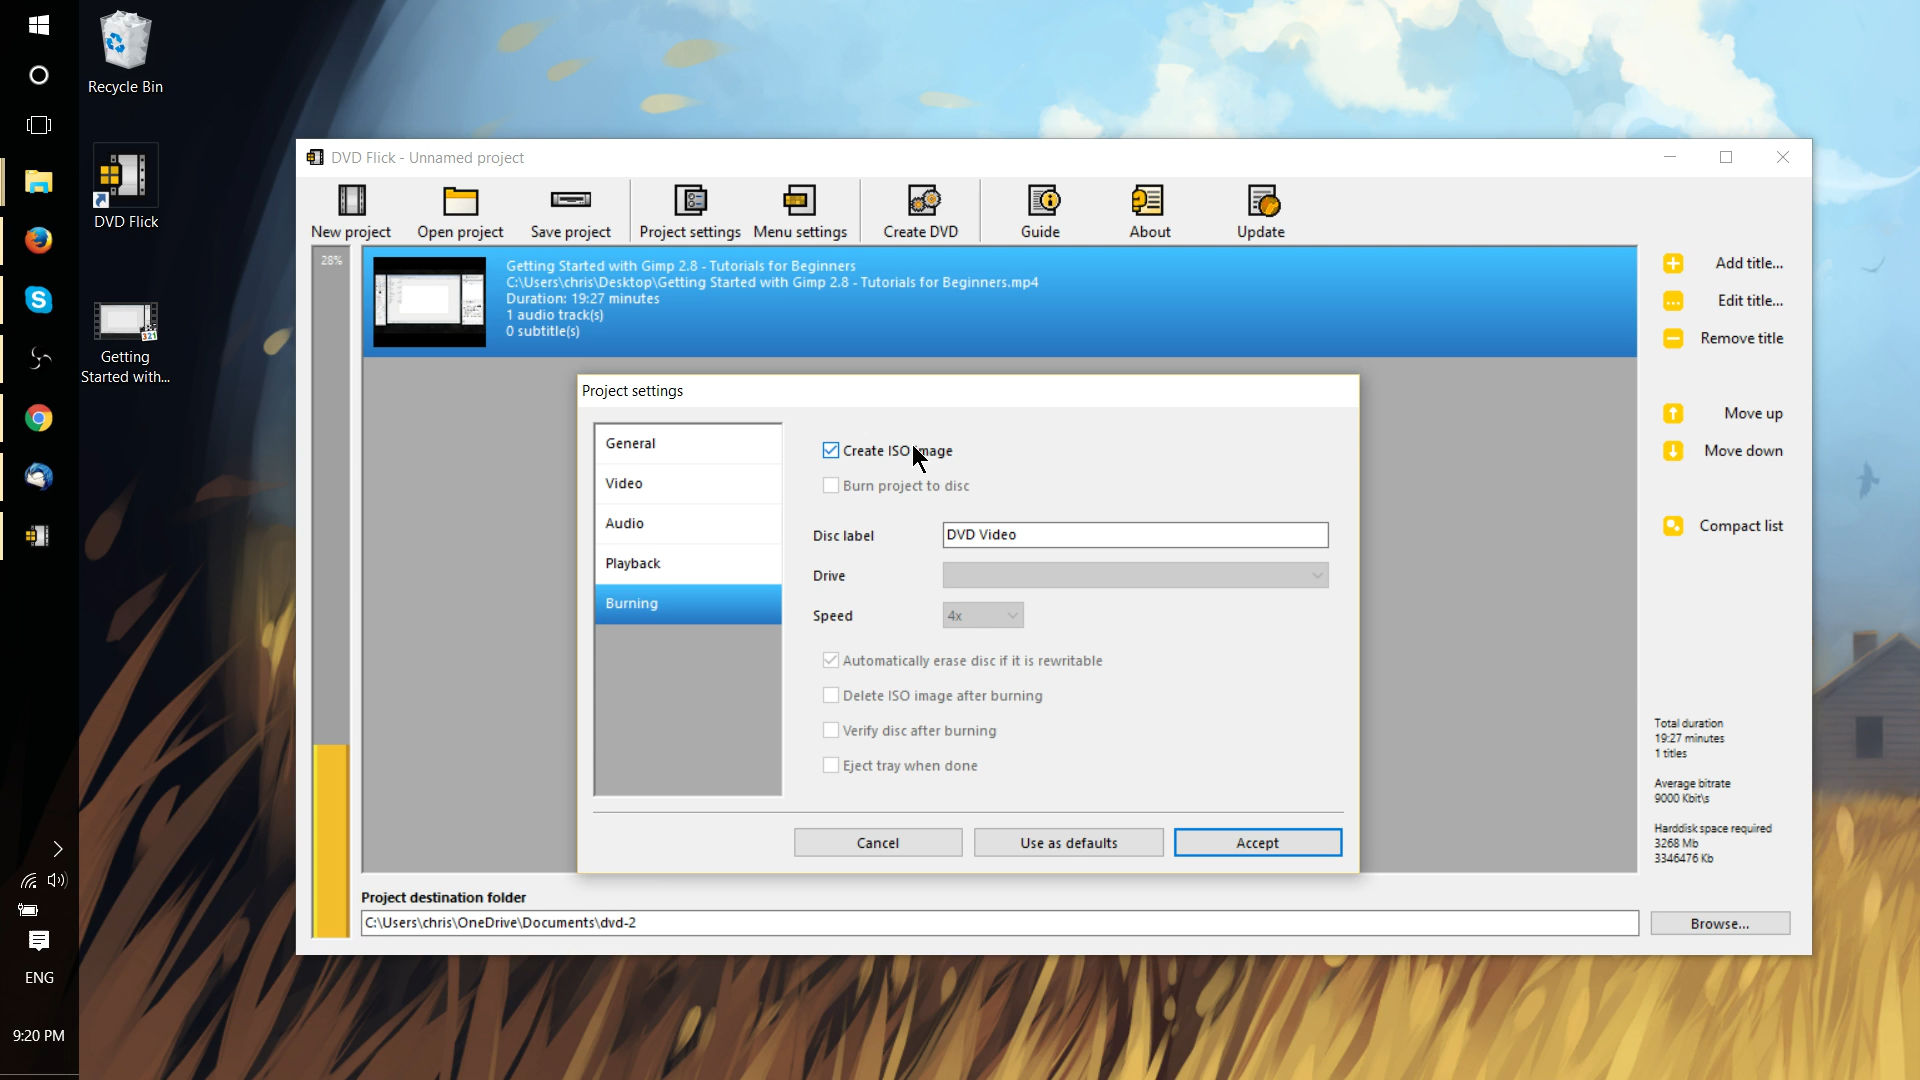 Recycle Bin
DVD Flick
Getting
Started with...
ENG
9:20 PM
DVD Flick - Unnamed project
New project
Open project
Save project
Project settings
Menu settings
Create DVD
Guide
About
Update
28%
Getting Started with Gimp 2.8 - Tutorials for Beginners
C:\Users\chris\Desktop\Getting Started with Gimp 2.8 - Tutorials for Beginners.mp4
Duration: 19:27 minutes
1 audio track(s)
0 subtitle(s)
Add title...
Edit title...
Remove title
Move up
Move down
Compact list
Project settings
General
Video
Audio
Playback
Burning
Create ISO image
Burn project to disc
Disc label
DVD Video
Drive
Speed
4x
Automatically erase disc if it is rewritable
Delete ISO image after burning
Verify disc after burning
Eject tray when done
Cancel
Use as defaults
Accept
Total duration
19:27 minutes
1 titles
Average bitrate
9000 Kbit\s
Harddisk space required
3268 Mb
3346476 Kb
Project destination folder
C:\Users\chris\OneDrive\Documents\dvd-2
Browse...